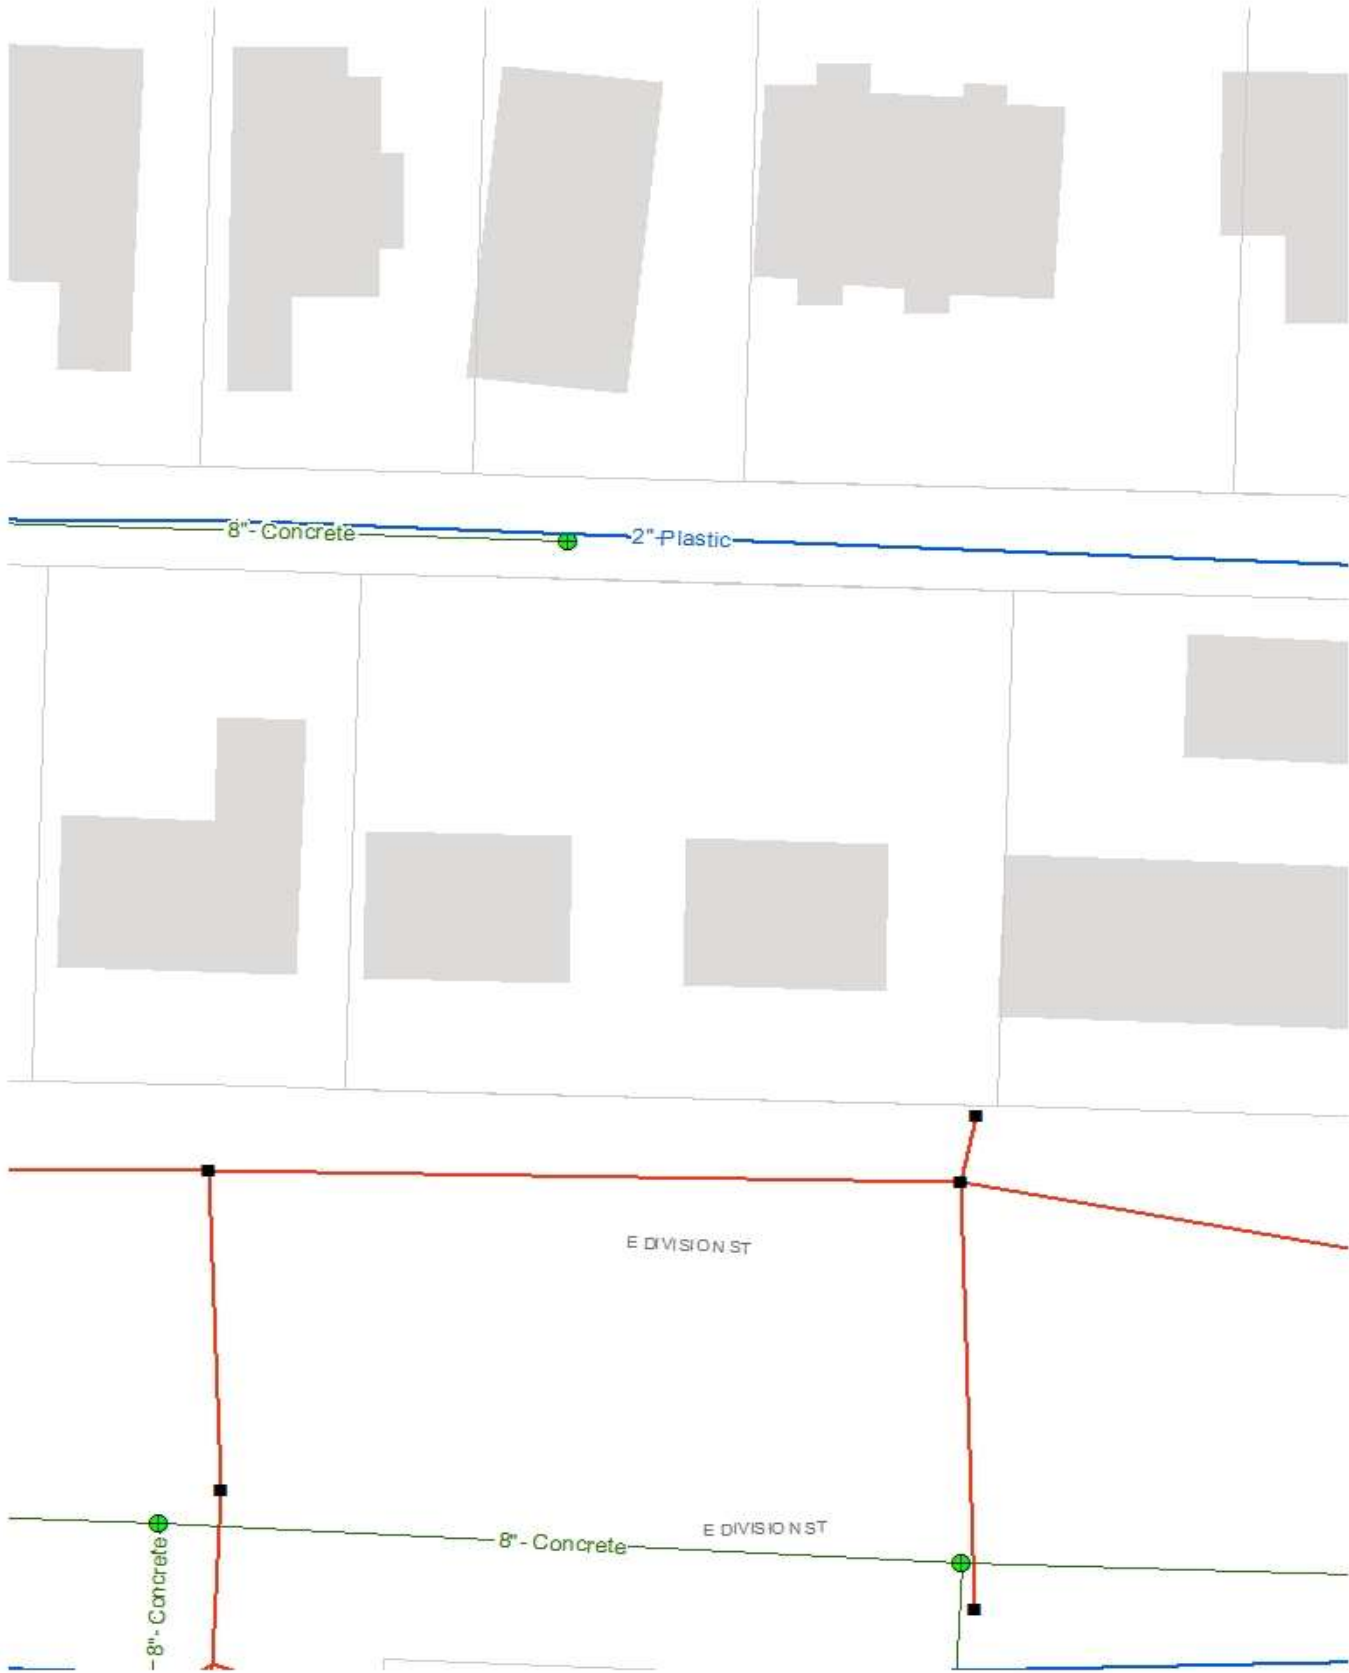 8"- Concrete
2"-Plastic
E DIVISION ST
E DIVISION ST
8"- Concrete
8"- Concrete